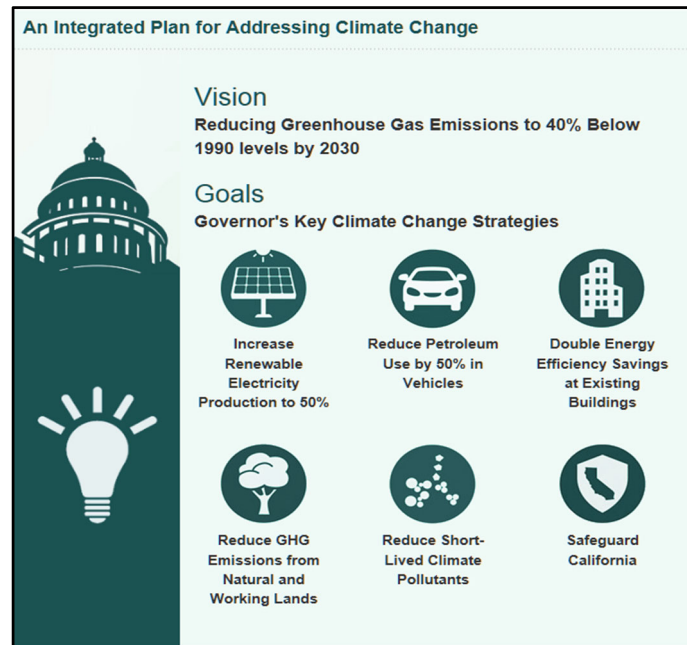 An Integrated Plan for Addressing Climate Change
Vision
Reducing Greenhouse Gas Emissions to 40% Below
1990 levels by 2030
Goals
Governor's Key Climate Change Strategies
Increase
Renewable
Electricity
Production to 50%
Reduce Petroleum
Use by 50% in
Vehicles
Double Energy
Efficiency Savings
at Existing
Buildings
Reduce GHG
Emissions from
Natural and
Working Lands
Reduce Short-
Lived Climate
Pollutants
Safeguard
California